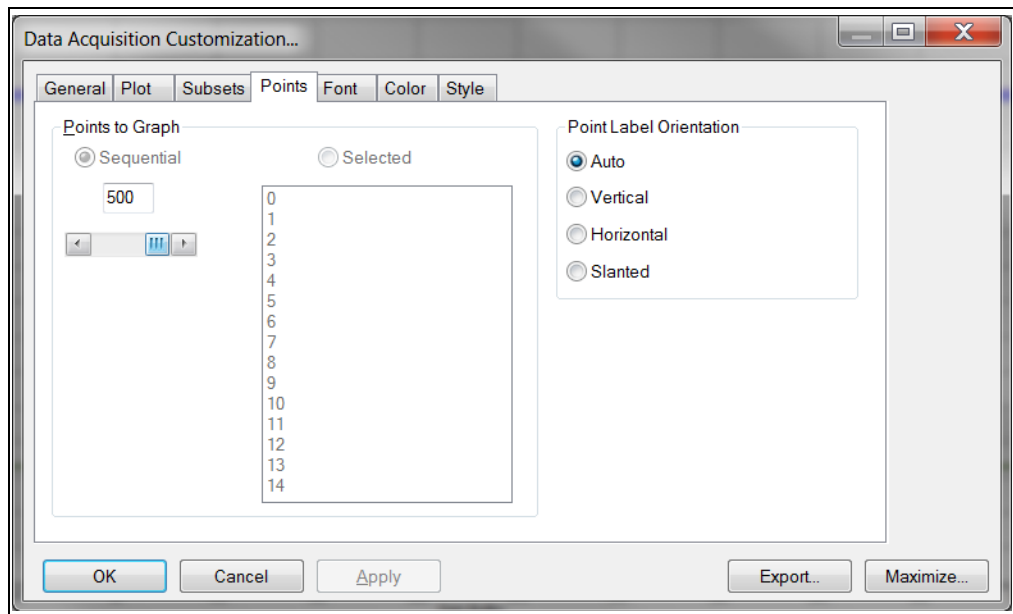 Data Acquisition Customization...
General Plot Subsets Points Font Color Style
Points to Graph
Sequential Selected
500
0
1
2
3
4
5
6
7
8
9
10
11
12
13
14
Point Label Orientation
Auto
Vertical
Horizontal
Slanted
OK Cancel Apply Export... Maximize...